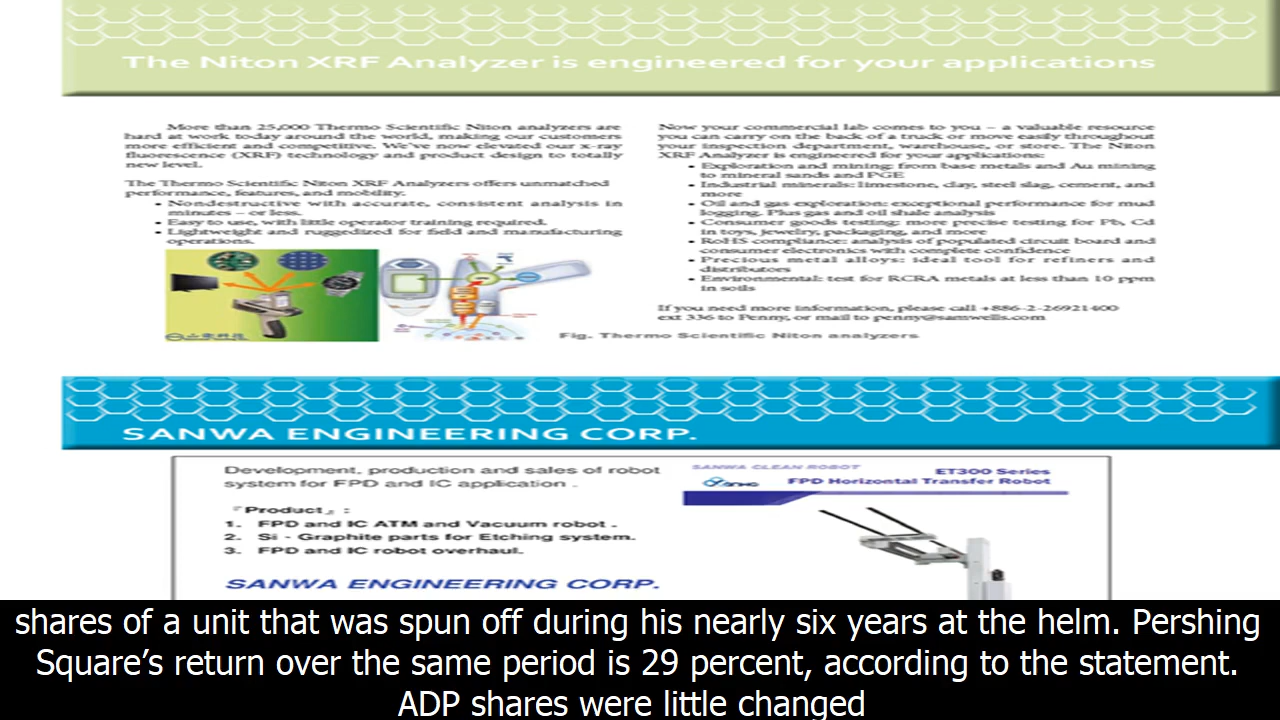 The Niton XRF Analyzer is engineered for your applications
More than 25,000 Thermo Scientific Niton analyzers are
hard at work today around the world, making our customers
more efficient and competitive. We've now elevated our x-ray
fluorescence (XRF) technology and product design to totally
new level.
The Thermo Scientific Niton XRF Analyzers offers unmatched
performance, features, and mobility.
• Nondestructive with accurate, consistent analysis in
minutes – or less.
• Easy to use, with little operator training required.
• Lightweight and ruggedized for field and manufacturing
operations.
Now your commercial lab comes to you – a valuable resource
you can carry on the back of a truck or move easily throughout
your inspection department, warehouse, or store. The Niton
XRF Analyzer is engineered for your applications:
• Exploration and mining: from base metals and Au mining
to mineral sands and PGE
• Industrial minerals: limestone, clay, steel slag, cement, and
more
• Oil and gas exploration: exceptional performance for mud
logging. Plus gas and oil shale analysis
• Consumer goods testing: more precise testing for Pb, Cd
in toys, jewelry, packaging, and more
• RoHS compliance: analysis of populated circuit board and
consumer electronics with complete confidence
• Precious metal alloys: ideal tool for refiners and
distributors
• Environmental: test for RCRA metals at less than 10 ppm
in soils
If you need more information, please call +886-2-26921400
ext 336 to Penny, or mail to penny@samwells.com
Fig. Thermo Scientific Niton analyzers
SANWA ENGINEERING CORP.
Development, production and sales of robot
system for FPD and IC application .
『Product』:
1. FPD and IC ATM and Vacuum robot .
2. Si - Graphite parts for Etching system.
3. FPD and IC robot overhaul.
SANWA ENGINEERING CORP.
SANWA CLEAN ROBOT
ET300 Series
FPD Horizontal Transfer Robot
shares of a unit that was spun off during his nearly six years at the helm. Pershing
Square’s return over the same period is 29 percent, according to the statement.
ADP shares were little changed